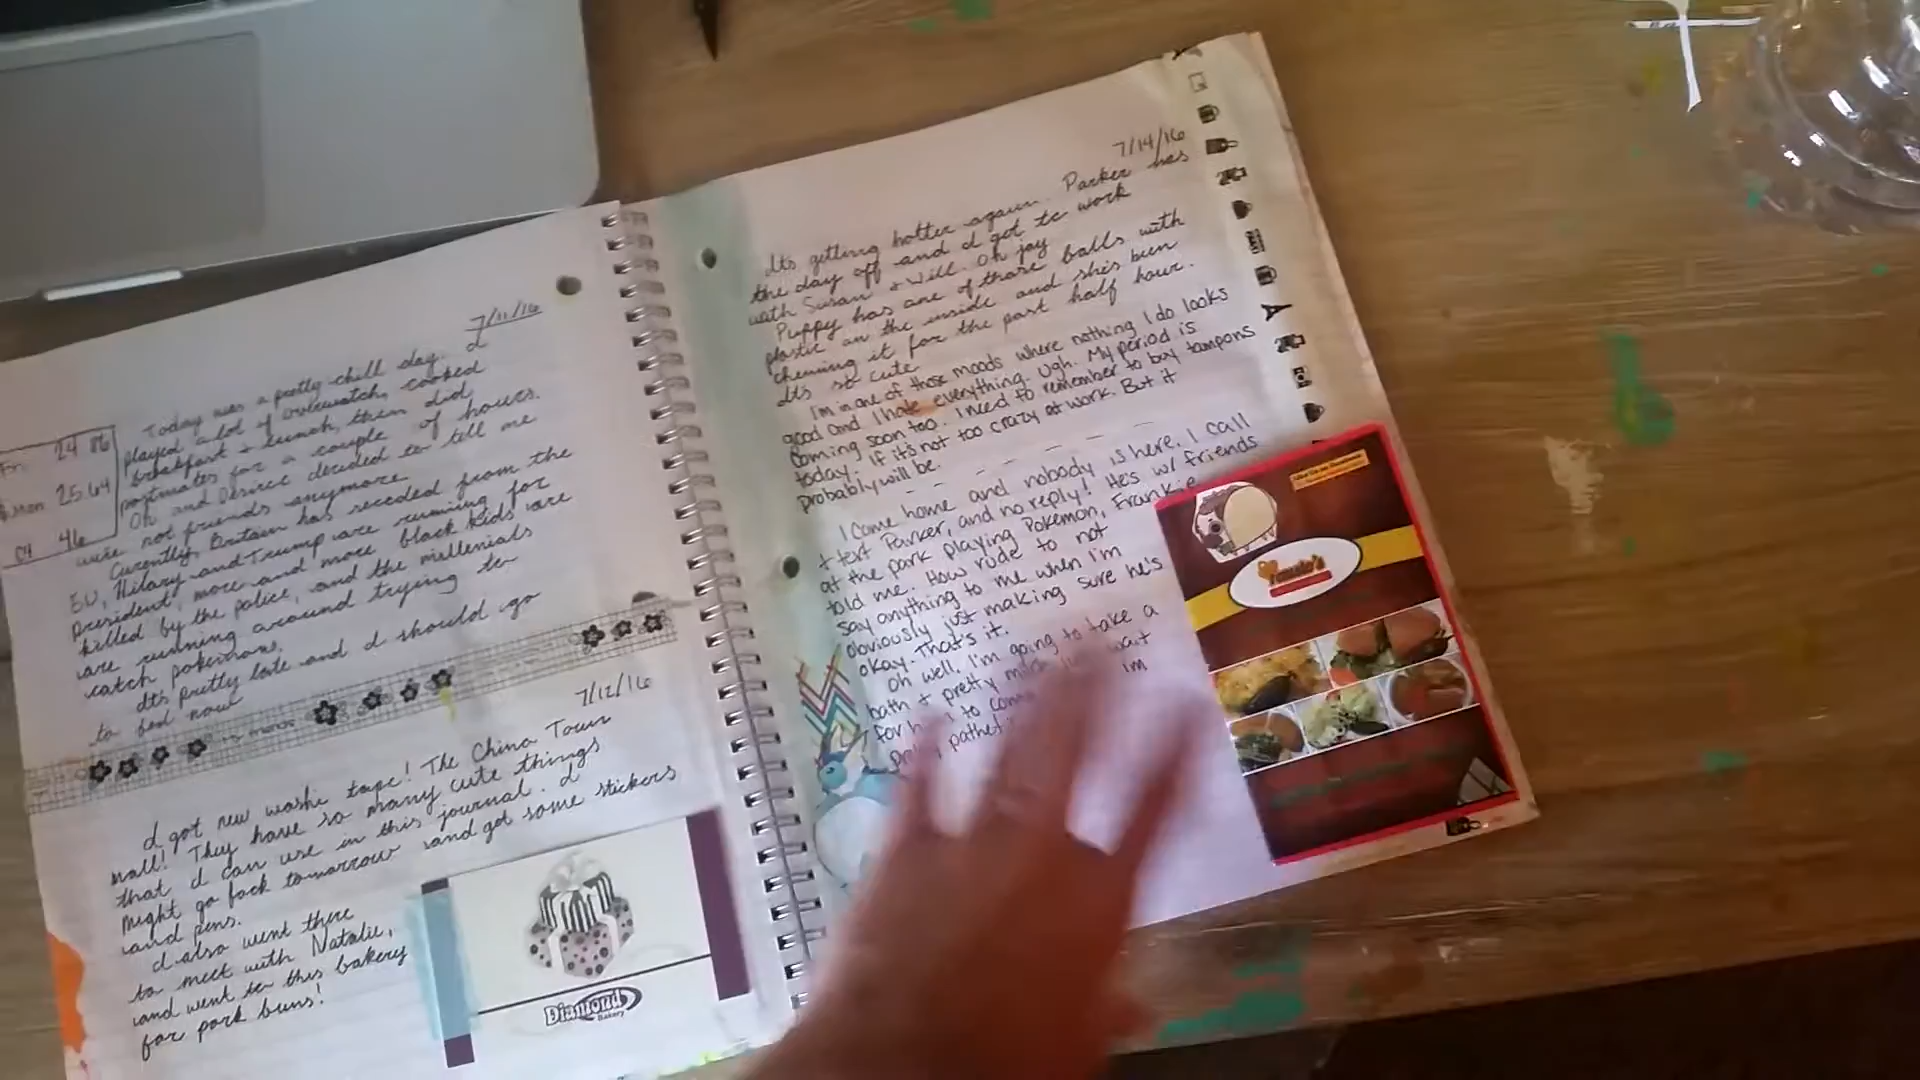 7/11/16
Today was a pretty chill day. I
played a lot of overwatch, cooked
breakfast + lunch, then did
postmates for a couple of hours.
Oh and Desiree decided to tell me
we're not friends anymore.
Currently, Britain has seceded from the
EU, Hilary and Trump are running for
president, more and more black kids are
killed by the police, and the millenials
are running around trying to
catch pokemons.
It's pretty late and I should go
to bed now
24 86
25.64
46
7/12/16
I got new washi tape! The China Town
mall! They have so many cute things
that I can use in this journal. I
might go back tomorrow and get some stickers
and pens.
I also went there
to meet with Natalie,
and went to this bakery
for pork buns!
Diamond
Bakery
7/14/16
It's getting hotter again. Parker has
the day off and I got to work
with Susan + Will. Oh joy
Puppy has one of those balls with
plastic on the inside and she's been
chewing it for the past half hour.
It's so cute
I'm in one of those moods where nothing I do looks
good and I hate everything. Ugh. My period is
coming soon too. I need to remember to buy tampons
today. If it's not too crazy at work. But it
probably will be.
I come home and nobody is here. I call
+ text Parker, and no reply! He's w/ friends
at the park playing Pokemon, Frankie
told me. How rude to not
say anything to me when I'm
obviously just making sure he's
okay. That's it.
Oh well, I'm going to take a
bath + pretty much wait
for to I'm